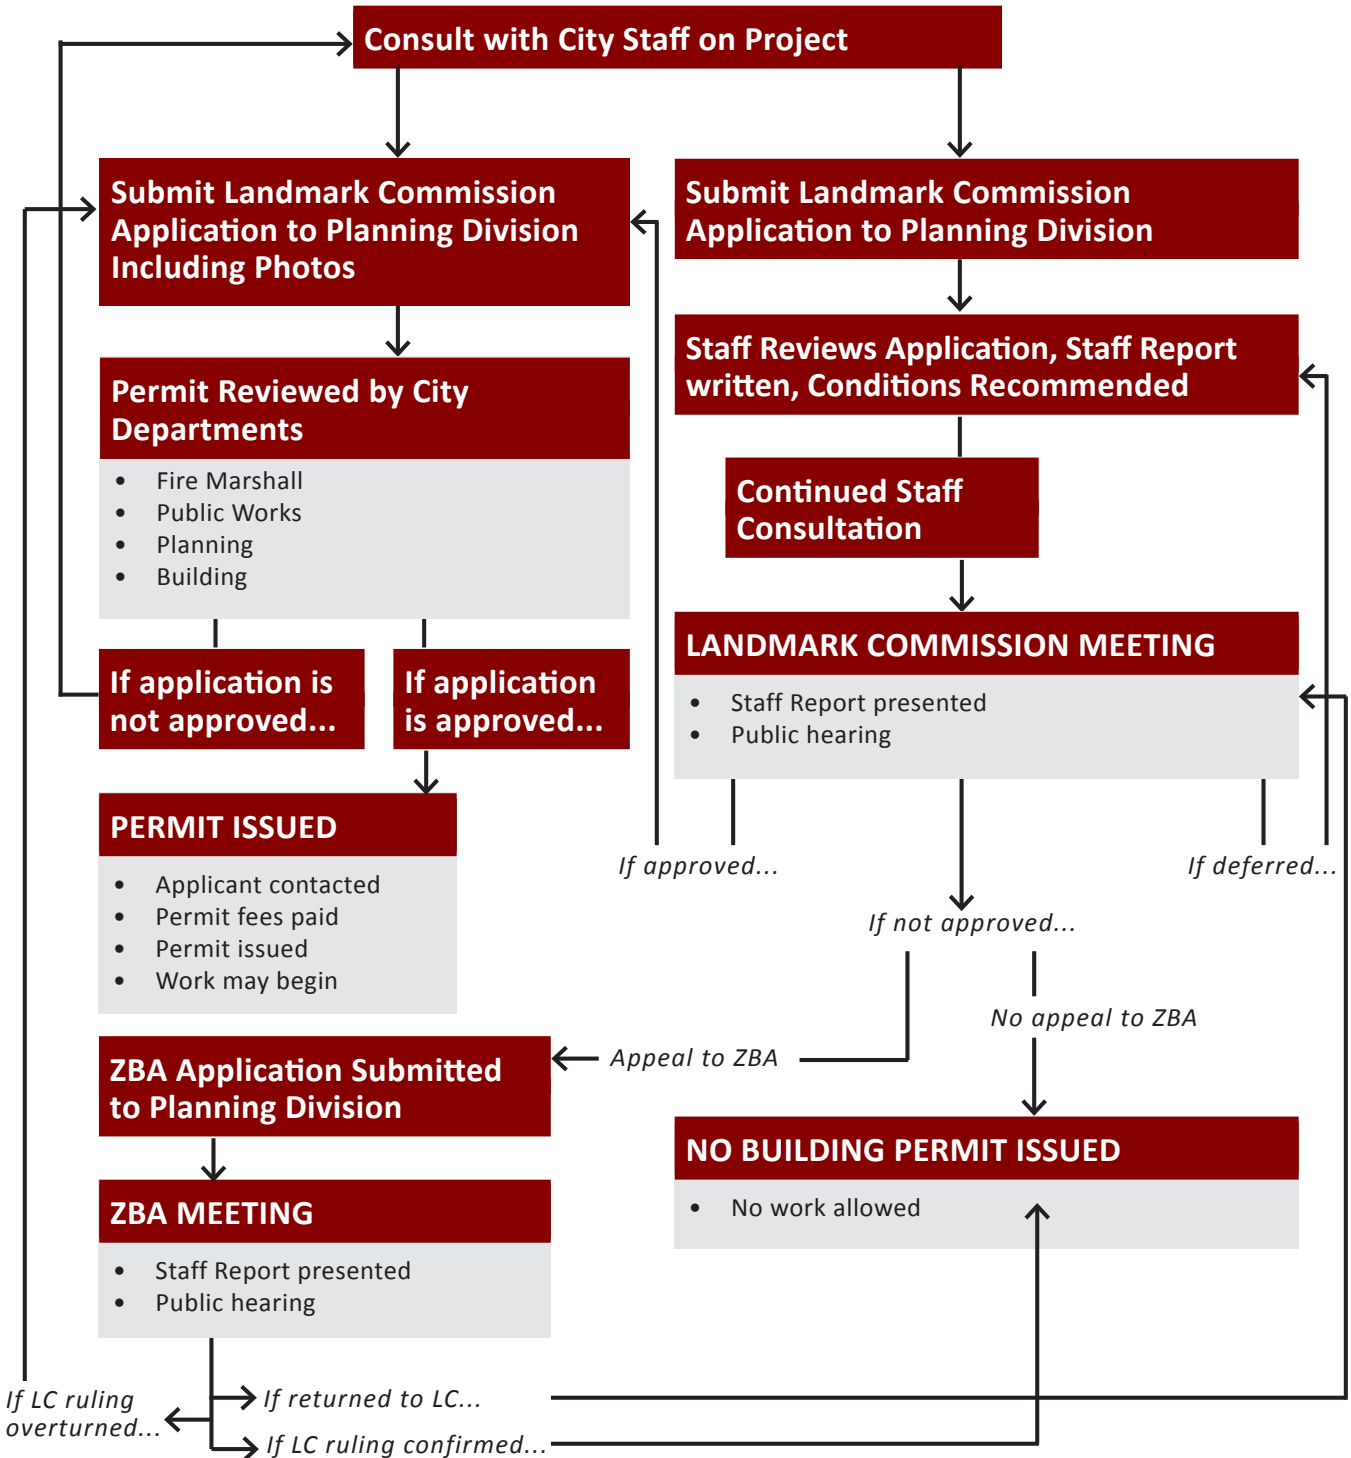 Consult with City Staff on Project
Submit Landmark Commission
Application to Planning Division
Including Photos
Permit Reviewed by City
Departments
• Fire Marshall
• Public Works
• Planning
• Building
If application is
not approved...
If application
is approved...
PERMIT ISSUED
• Applicant contacted
• Permit fees paid
• Permit issued
• Work may begin
Submit Landmark Commission
Application to Planning Division
Staff Reviews Application, Staff Report
written, Conditions Recommended
Continued Staff
Consultation
LANDMARK COMMISSION MEETING
• Staff Report presented
• Public hearing
If approved...
If deferred...
If not approved...
No appeal to ZBA
Appeal to ZBA
ZBA Application Submitted
to Planning Division
NO BUILDING PERMIT ISSUED
• No work allowed
ZBA MEETING
• Staff Report presented
• Public hearing
If LC ruling
overturned...
If returned to LC...
If LC ruling confirmed...